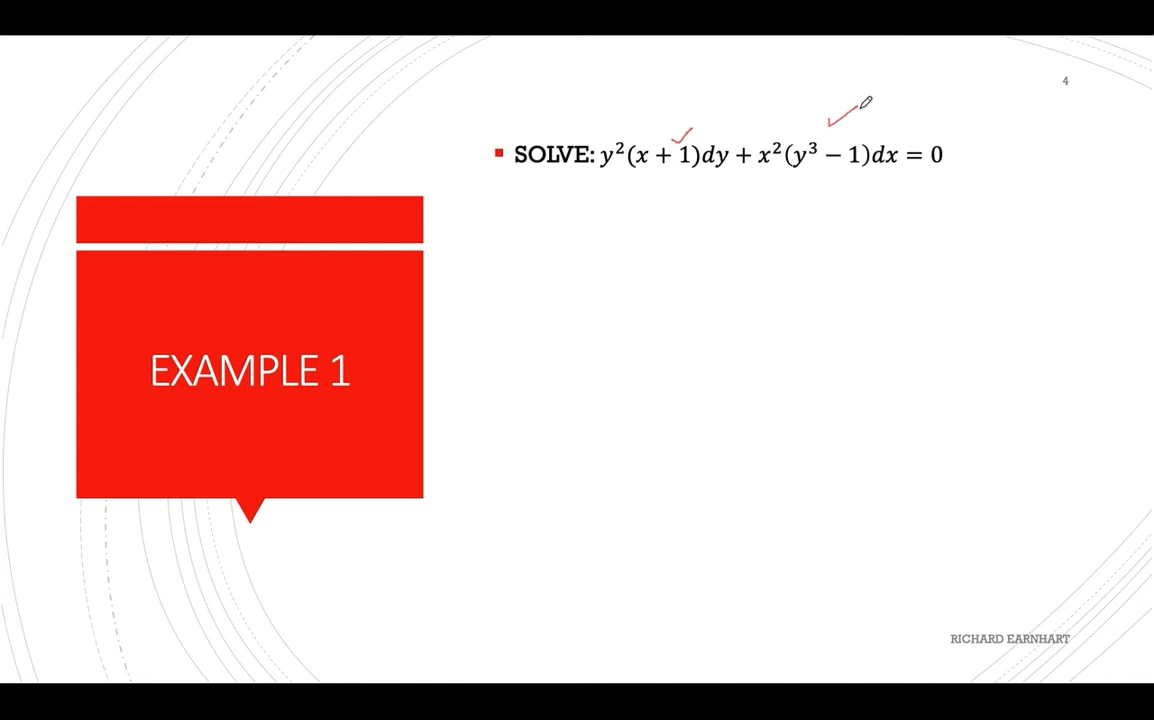 4
SOLVE: y²(x + 1)dy + x²(y³ − 1)dx = 0
EXAMPLE 1
RICHARD EARNHART